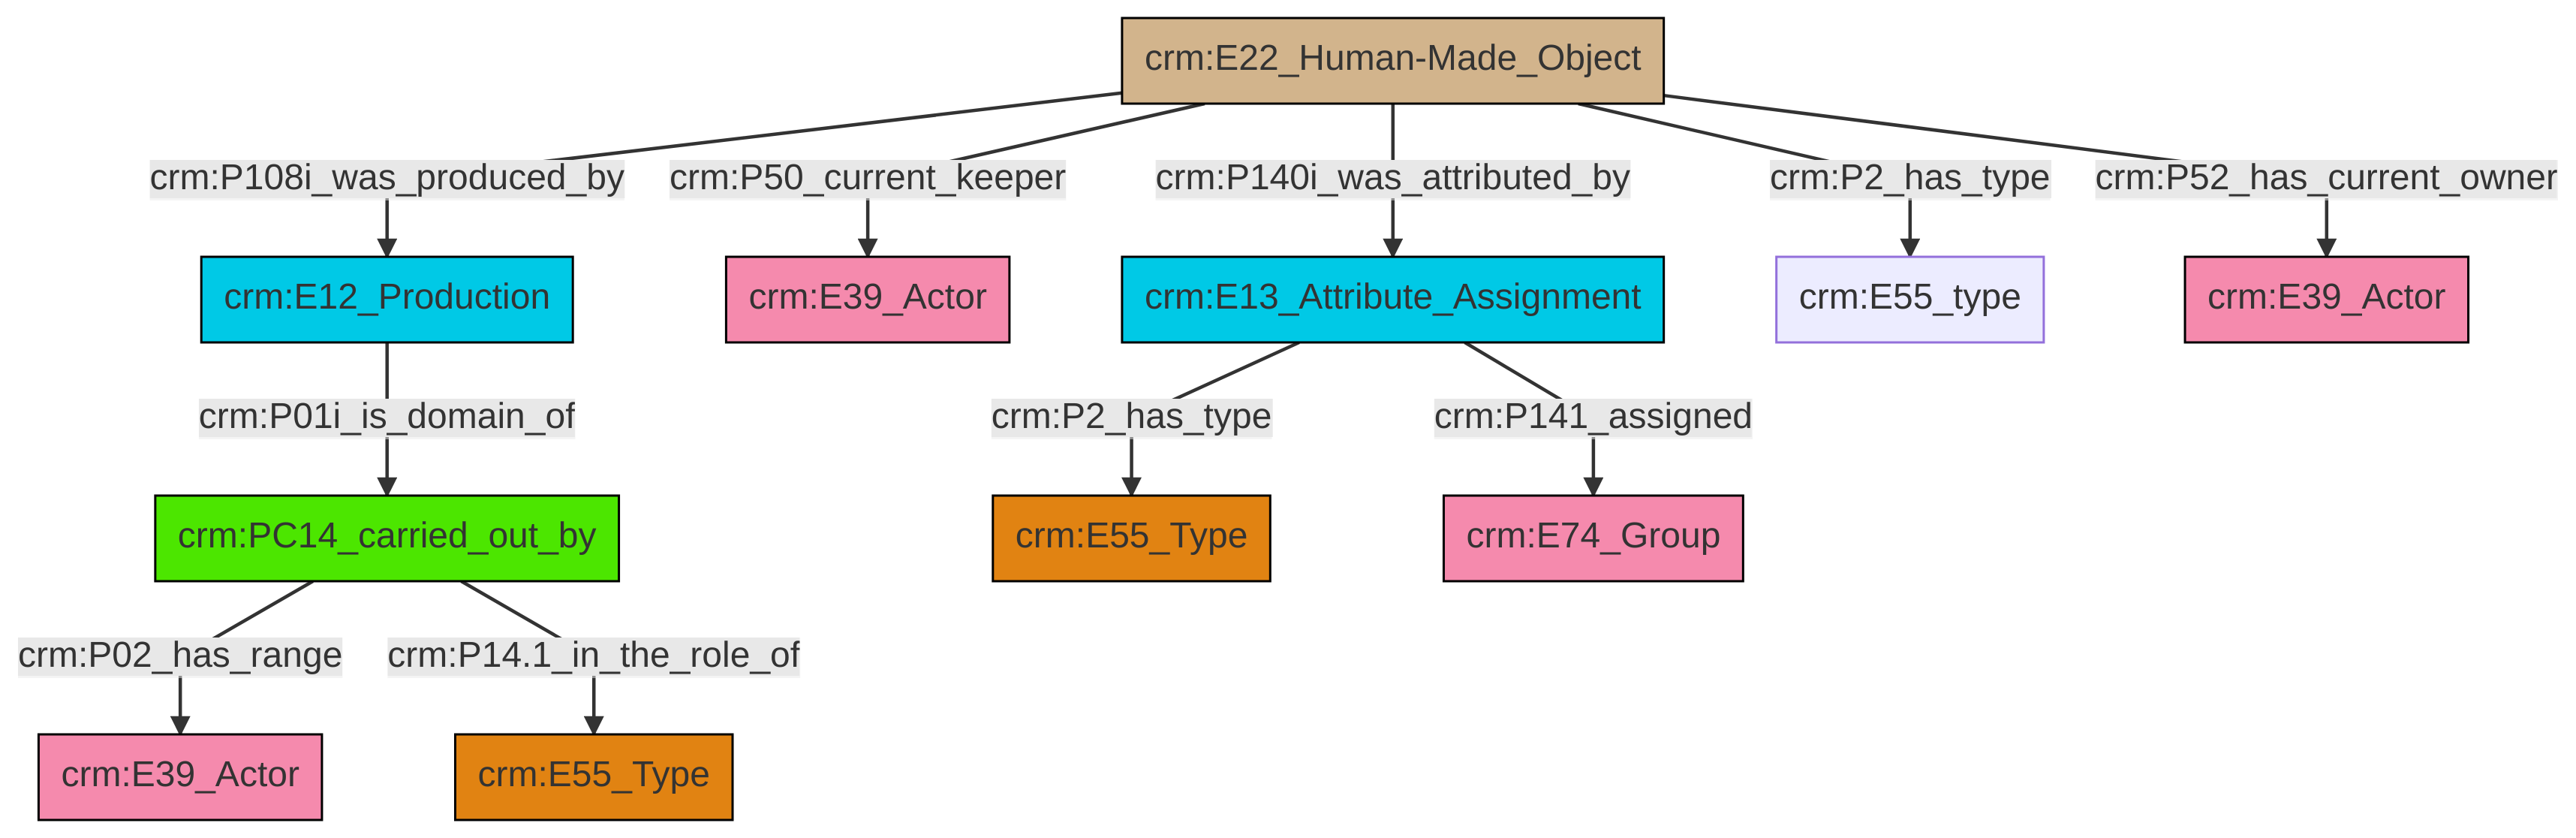 crm:E22_Human-Made_Object
crm:P108i_was_produced_by
crm:P50_current_keeper
crm:P140i_was_attributed_by
crm:P2_has_type
crm:P52_has_current_owner
crm:E12_Production
crm:E39_Actor
crm:E13_Attribute_Assignment
crm:E55_type
crm:E39_Actor
crm:P01i_is_domain_of
crm:P2_has_type
crm:P141_assigned
crm:PC14_carried_out_by
crm:E55_Type
crm:E74_Group
crm:P02_has_range
crm:P14.1_in_the_role_of
crm:E39_Actor
crm:E55_Type